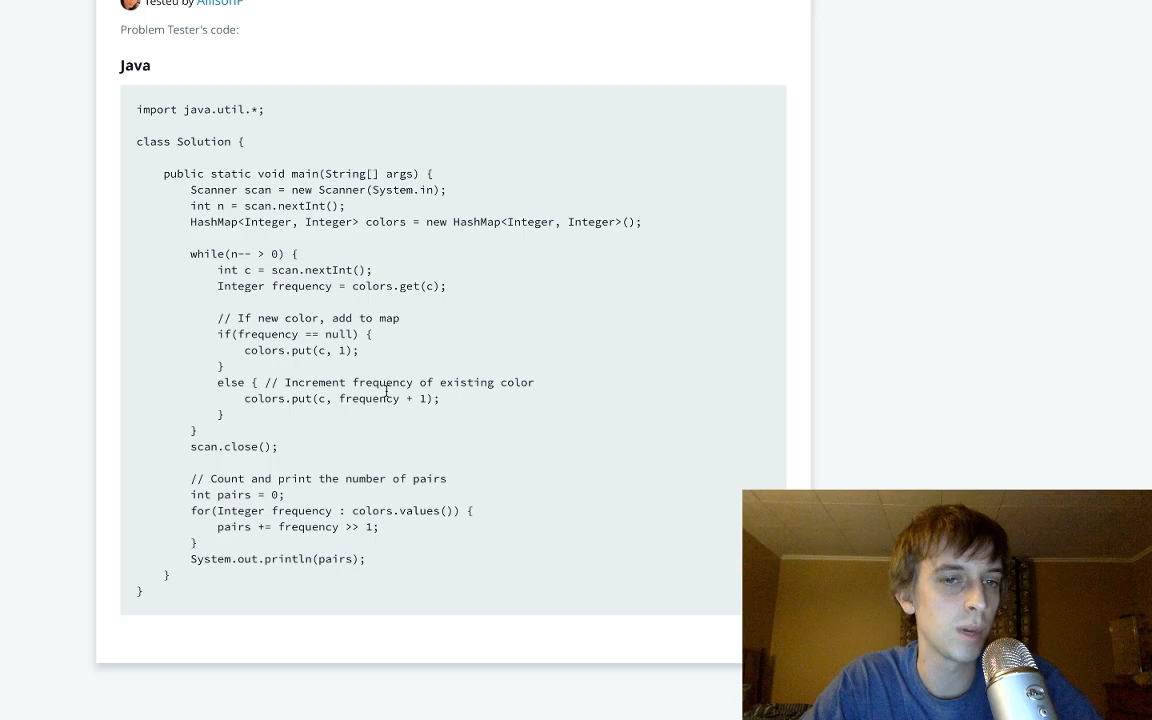 Tested by AllisonP
Problem Tester's code:
Java
import java.util.*;
class Solution {
public static void main(String[] args) {
Scanner scan = new Scanner(System.in);
int n = scan.nextInt();
HashMap<Integer, Integer> colors = new HashMap<Integer, Integer>();
while(n-- > 0) {
int c = scan.nextInt();
Integer frequency = colors.get(c);
// If new color, add to map
if(frequency == null) {
colors.put(c, 1);
}
else { // Increment frequency of existing color
colors.put(c, frequency + 1);
}
}
scan.close();
// Count and print the number of pairs
int pairs = 0;
for(Integer frequency : colors.values()) {
pairs += frequency >> 1;
}
System.out.println(pairs);
}
}